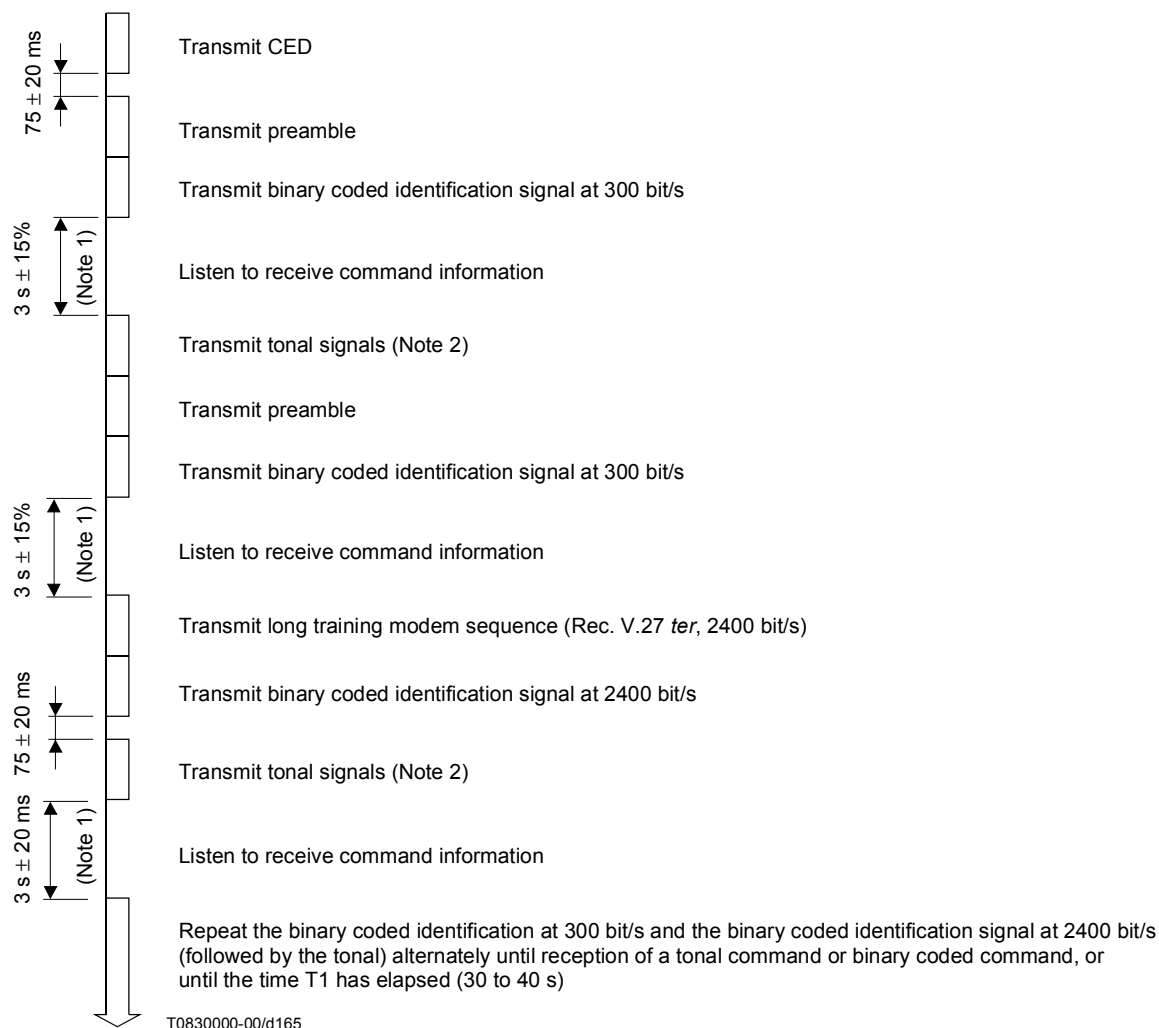 75 ± 20 ms
Transmit CED
Transmit preamble
Transmit binary coded identification signal at 300 bit/s
3 s ± 15%
(Note 1)
Listen to receive command information
Transmit tonal signals (Note 2)
Transmit preamble
Transmit binary coded identification signal at 300 bit/s
3 s ± 15%
(Note 1)
Listen to receive command information
Transmit long training modem sequence (Rec. V.27 ter, 2400 bit/s)
Transmit binary coded identification signal at 2400 bit/s
75 ± 20 ms
Transmit tonal signals (Note 2)
3 s ± 20 ms
(Note 1)
Listen to receive command information
Repeat the binary coded identification at 300 bit/s and the binary coded identification signal at 2400 bit/s
(followed by the tonal) alternately until reception of a tonal command or binary coded command, or
until the time T1 has elapsed (30 to 40 s)
T0830000-00/d165